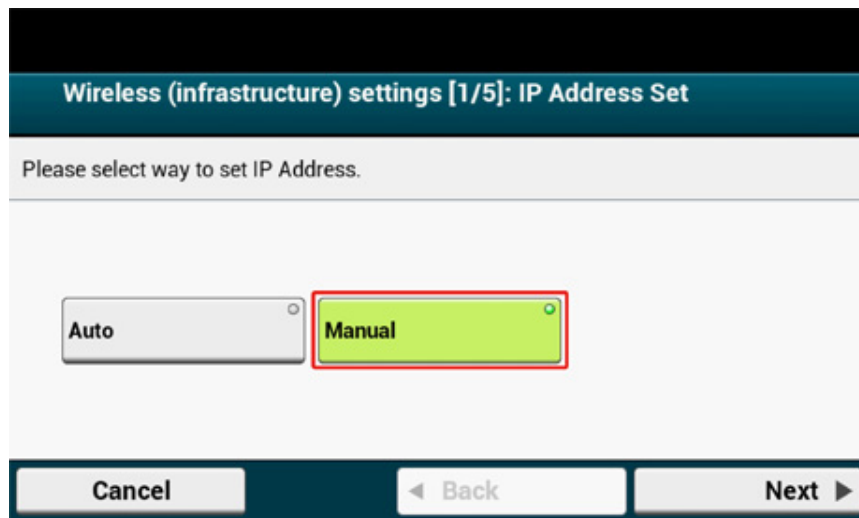 Wireless (infrastructure) settings [1/5]: IP Address Set
Please select way to set IP Address.
Auto
Manual
Cancel
Back
Next